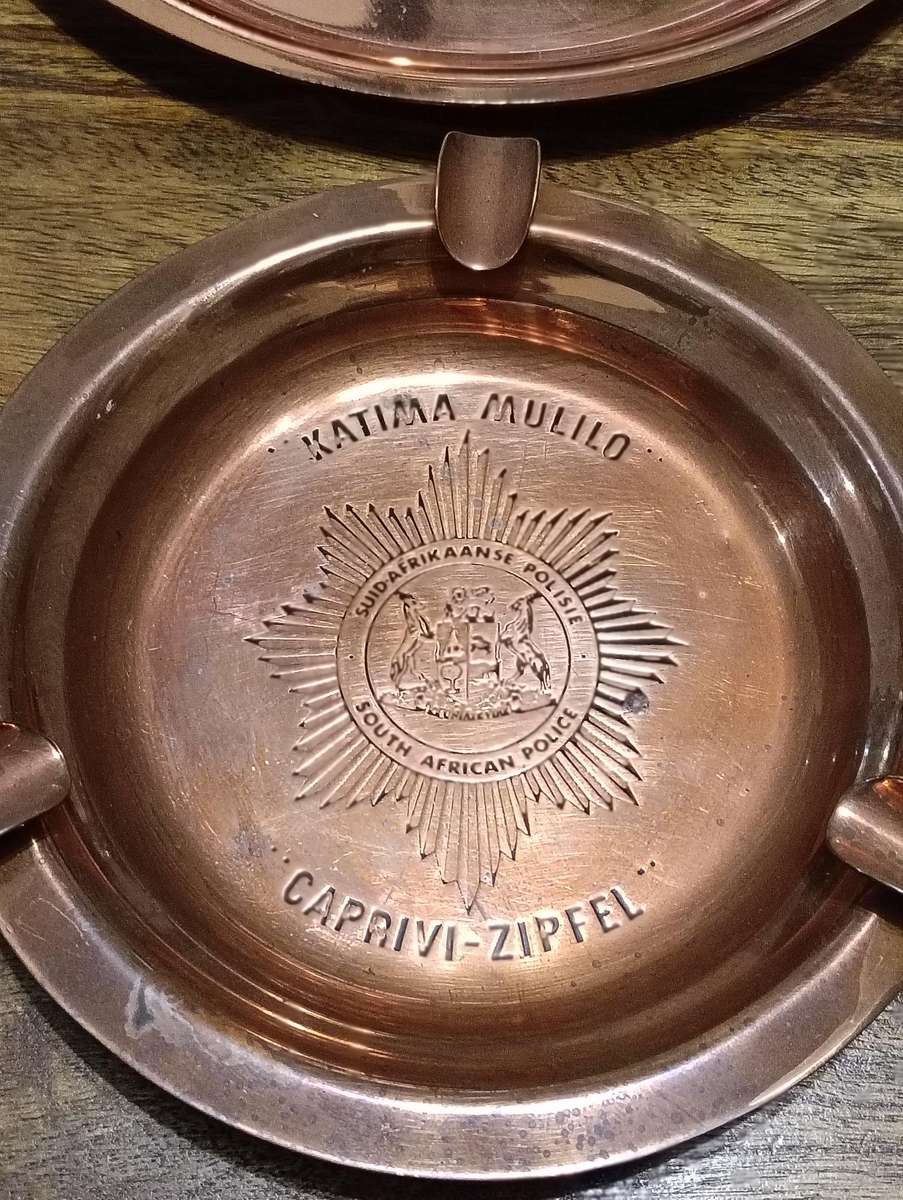 KATIMA MULILO
SUID-AFRIKAANSE POLISIE
SOUTH AFRICAN POLICE
CAPRIVI-ZIPFEL